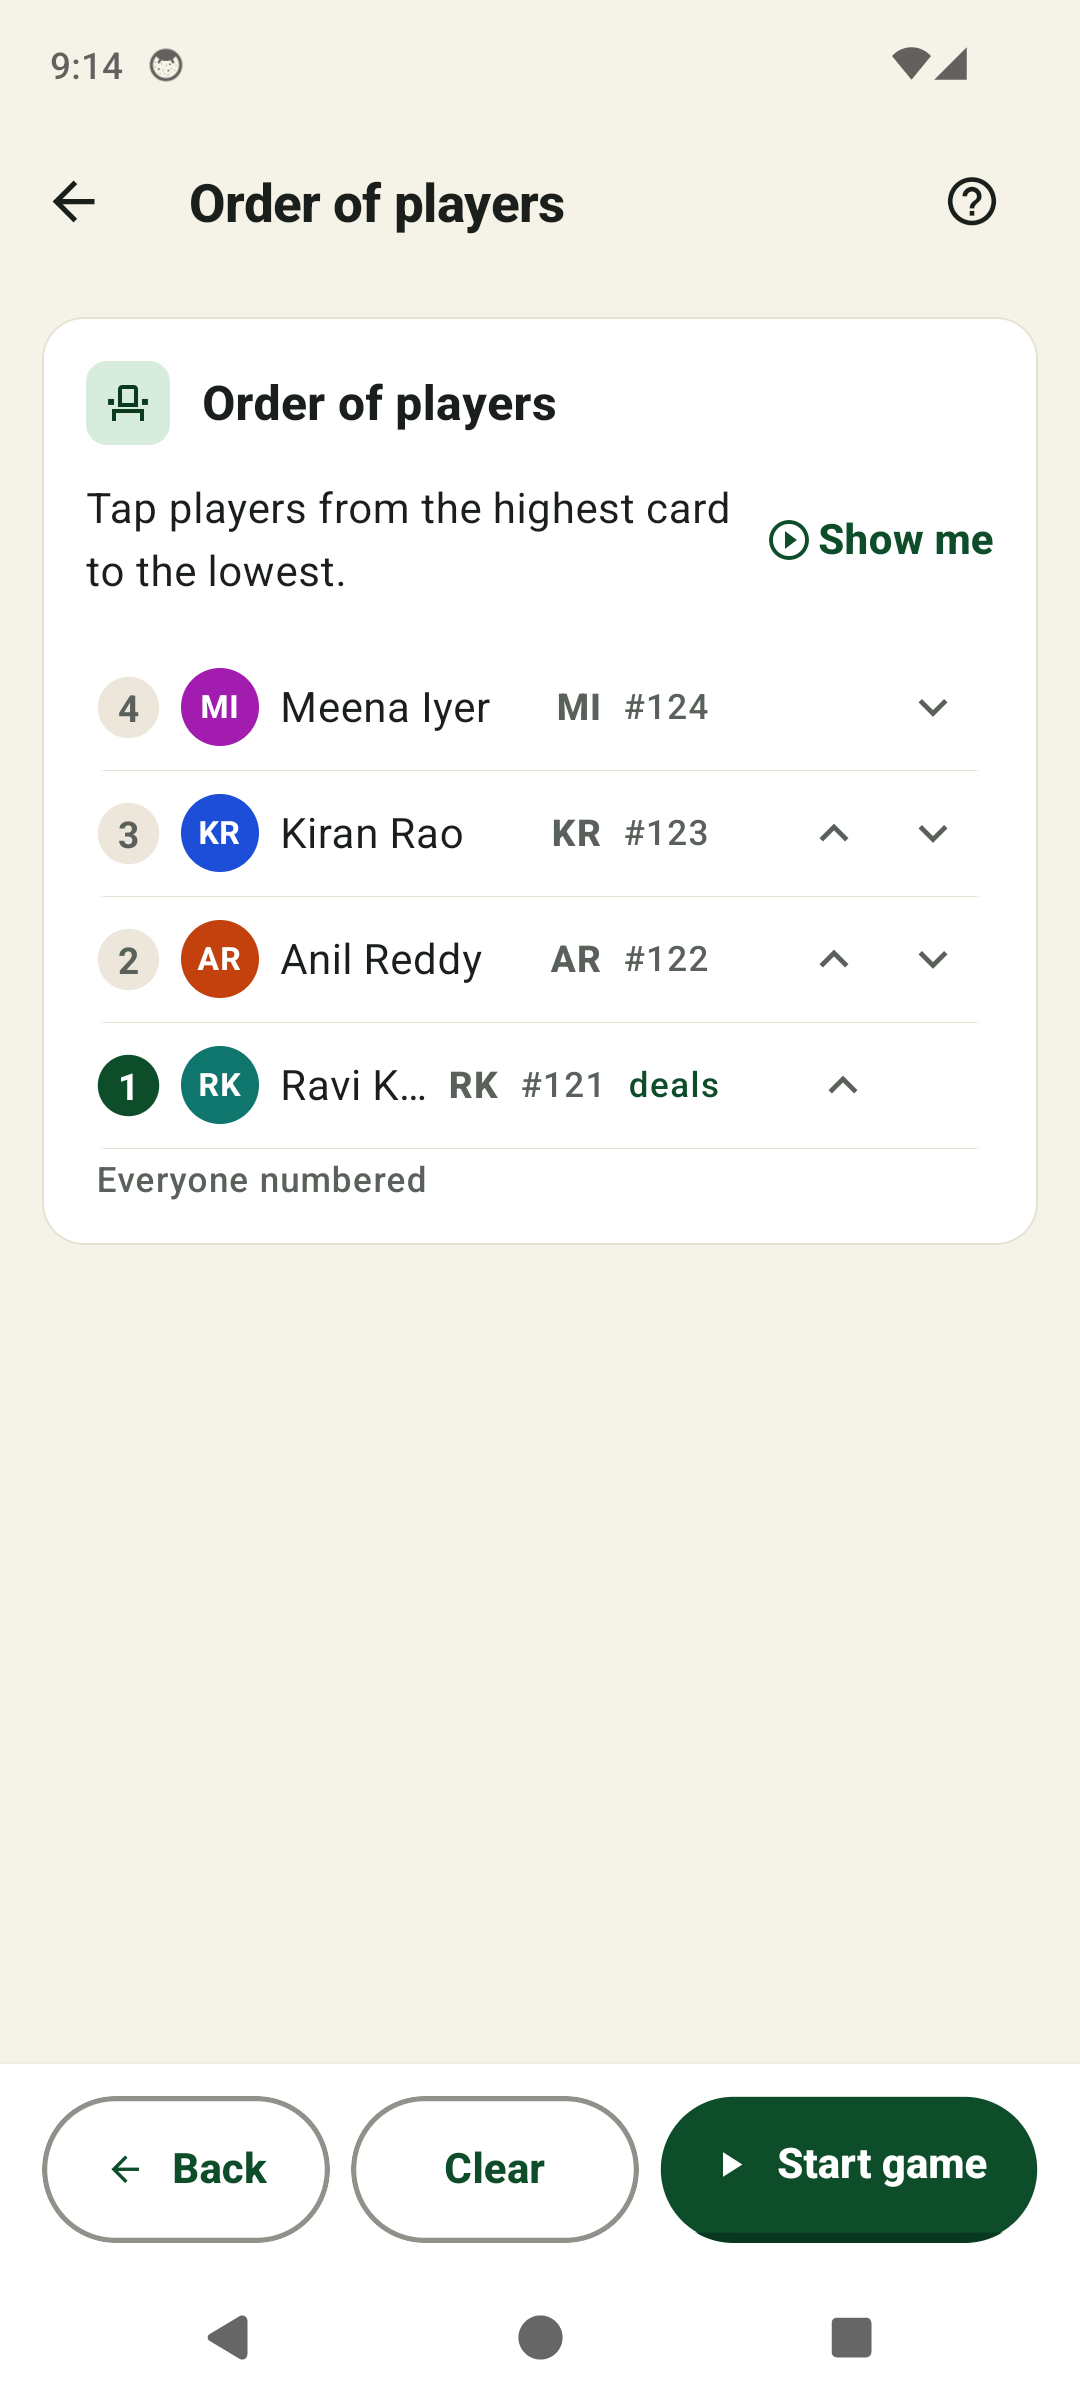 9:14
Order of players
Order of players
Tap players from the highest card
to the lowest.
Show me
4 MI Meena Iyer MI #124
3 KR Kiran Rao KR #123
2 AR Anil Reddy AR #122
1 RK Ravi K... RK #121 deals
Everyone numbered
Back Clear Start game